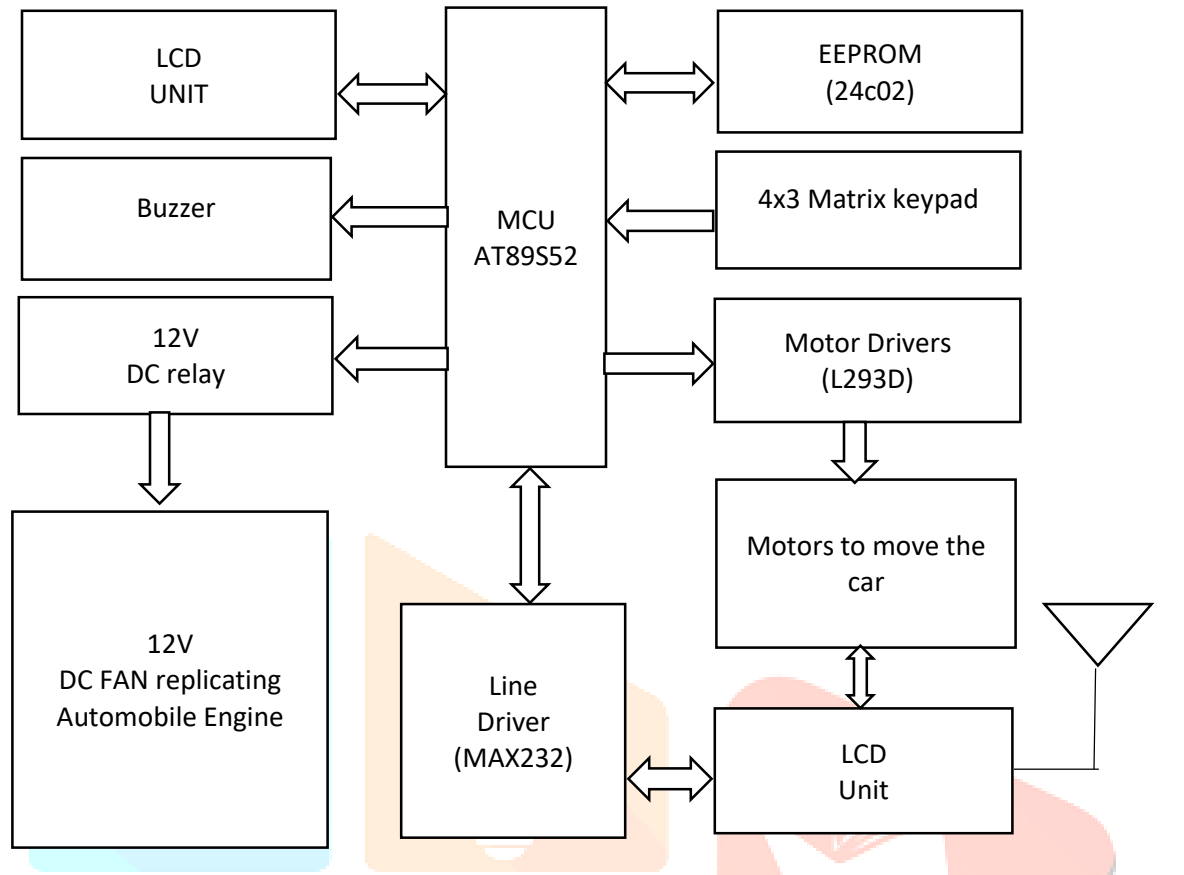 LCD
UNIT
EEPROM
(24c02)
Buzzer
MCU
AT89S52
4x3 Matrix keypad
12V
DC relay
Motor Drivers
(L293D)
Motors to move the
car
12V
DC FAN replicating
Automobile Engine
Line
Driver
(MAX232)
LCD
Unit